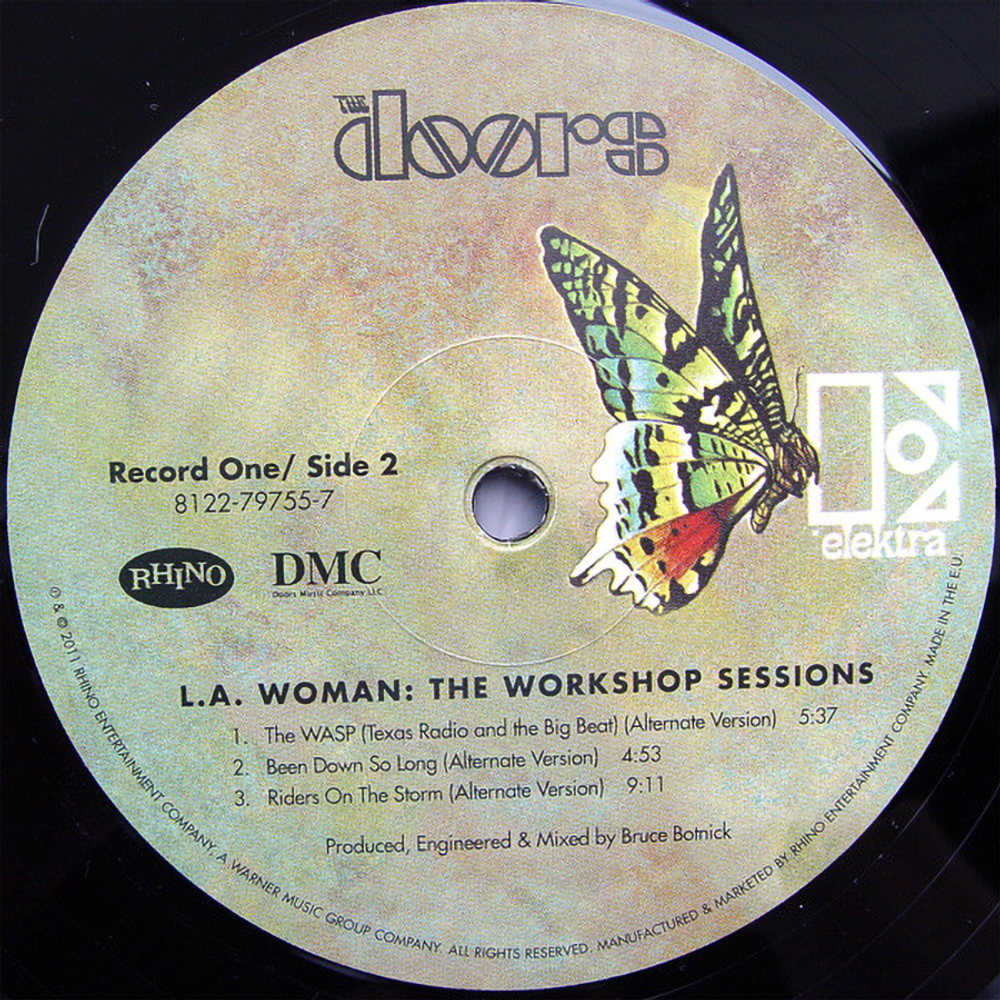 THE doors
Record One/ Side 2
8122-79755-7
RHINO
DMC
Doors Music Company LLC
elektra
L.A. WOMAN: THE WORKSHOP SESSIONS
1. The WASP (Texas Radio and the Big Beat) (Alternate Version) 5:37
2. Been Down So Long (Alternate Version) 4:53
3. Riders On The Storm (Alternate Version) 9:11
Produced, Engineered & Mixed by Bruce Botnick
℗ & © 2011 RHINO ENTERTAINMENT COMPANY, A WARNER MUSIC GROUP COMPANY. ALL RIGHTS RESERVED. MANUFACTURED & MARKETED BY RHINO ENTERTAINMENT COMPANY. MADE IN THE E.U.